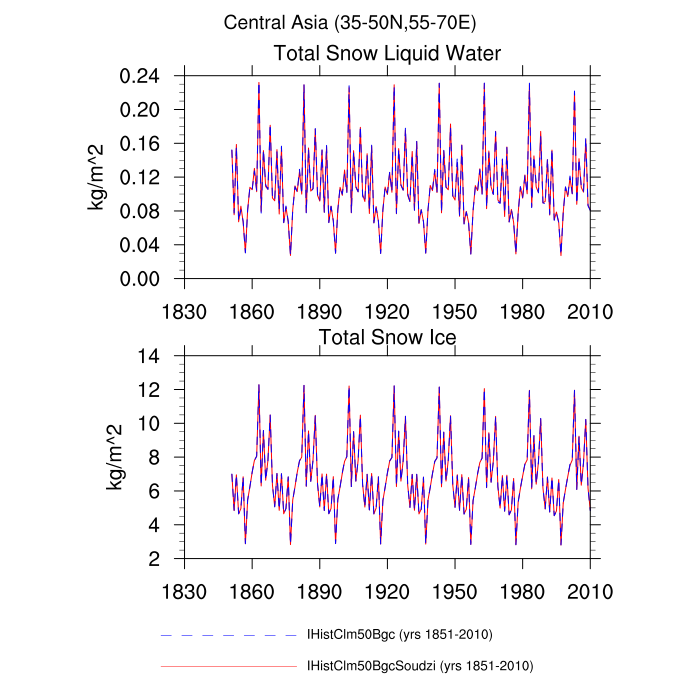 Central Asia (35-50N,55-70E)
Total Snow Liquid Water
kg/m^2
0.24
0.20
0.16
0.12
0.08
0.04
0.00
1830 1860 1890 1920 1950 1980 2010
Total Snow Ice
kg/m^2
14
12
10
8
6
4
2
1830 1860 1890 1920 1950 1980 2010
IHistClm50Bgc (yrs 1851-2010)
IHistClm50BgcSoudzi (yrs 1851-2010)